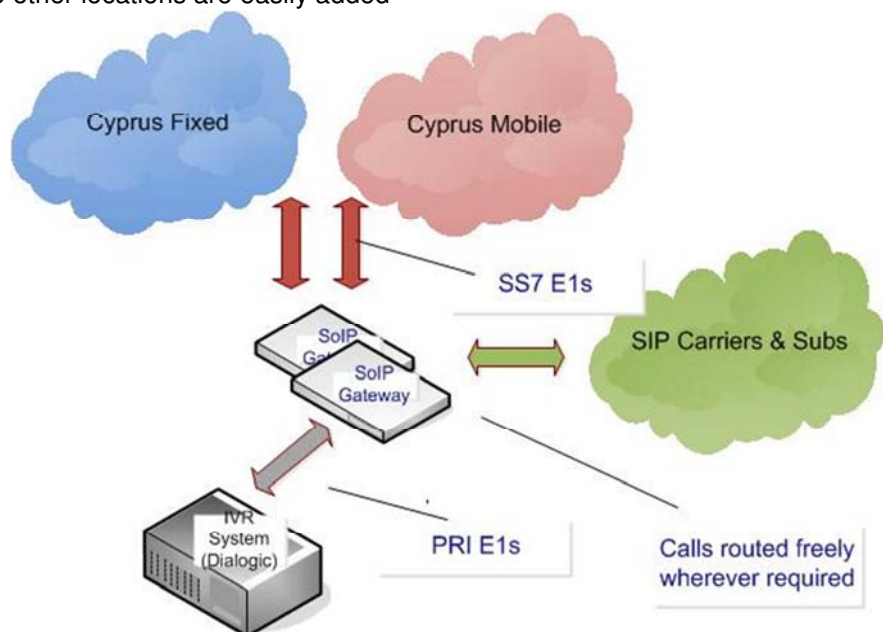 other locations are easily added
Cyprus Fixed
Cyprus Mobile
SS7 E1s
SIP Carriers & Subs
SoIP
SoIP
Gateway
IVR
System
(Dialogic)
PRI E1s
Calls routed freely
wherever required